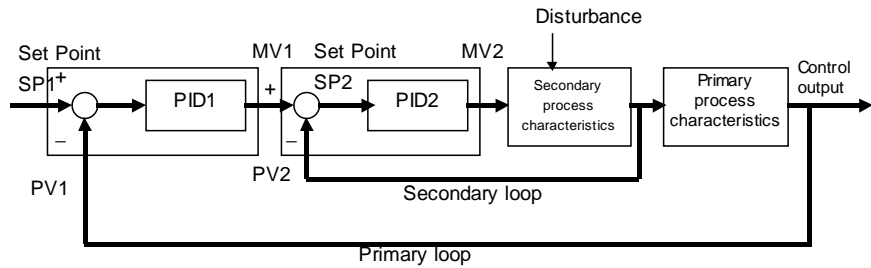 Disturbance
Set Point
MV1
Set Point
MV2
SP1
+
PID1
+
SP2
PID2
Secondary
process
characteristics
Primary
process
characteristics
Control
output
−
−
PV1
PV2
Secondary loop
Primary loop